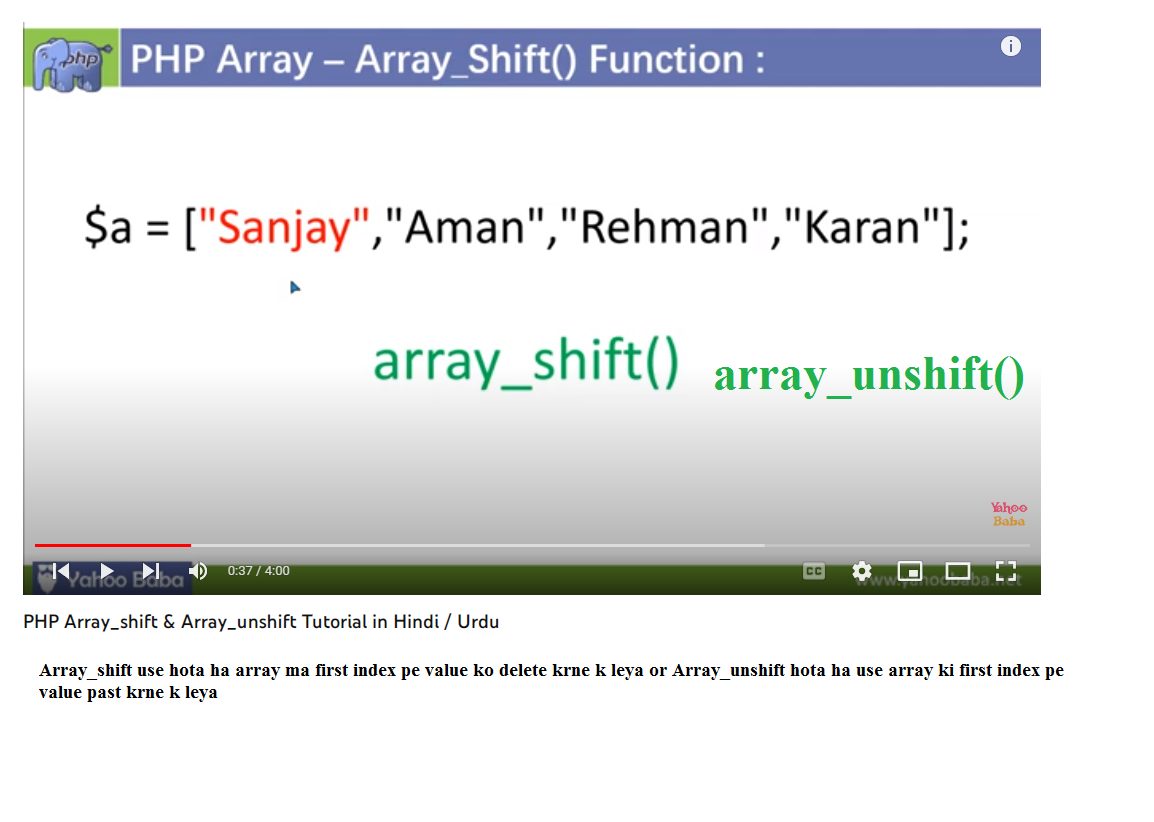 php
PHP Array – Array_Shift() Function :
$a = ["Sanjay","Aman","Rehman","Karan"];
array_shift()
array_unshift()
Yahoo
Baba
Yahoo Baba
0:37 / 4:00
CC
www.yahoobaba.net
PHP Array_shift & Array_unshift Tutorial in Hindi / Urdu
Array_shift use hota ha array ma first index pe value ko delete krne k leya or Array_unshift hota ha use array ki first index pe
value past krne k leya